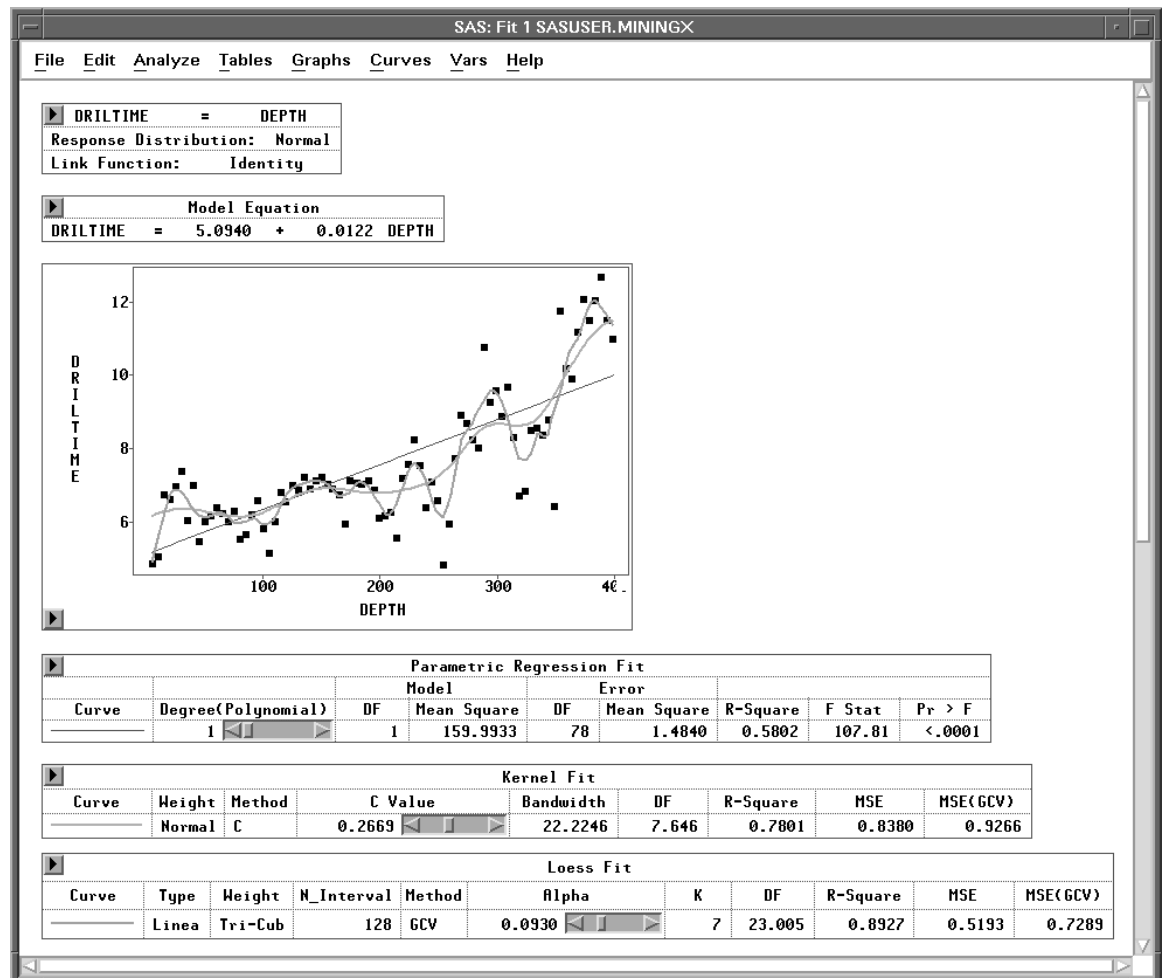 SAS: Fit 1 SASUSER.MININGX
File Edit Analyze Tables Graphs Curves Vars Help
DRILTIME = DEPTH
Response Distribution: Normal
Link Function: Identity
Model Equation
DRILTIME = 5.0940 + 0.0122 DEPTH
12
10
8
6
DRILTIME
100 200 300 40
DEPTH
Parametric Regression Fit
Model Error
Curve Degree(Polynomial) DF Mean Square DF Mean Square R-Square F Stat Pr > F
1 1 159.9933 78 1.4840 0.5802 107.81 <.0001
Kernel Fit
Curve Weight Method C Value Bandwidth DF R-Square MSE MSE(GCV)
Normal C 0.2669 22.2246 7.646 0.7801 0.8380 0.9266
Loess Fit
Curve Type Weight N_Interval Method Alpha K DF R-Square MSE MSE(GCV)
Linea Tri-Cub 128 GCV 0.0930 7 23.005 0.8927 0.5193 0.7289